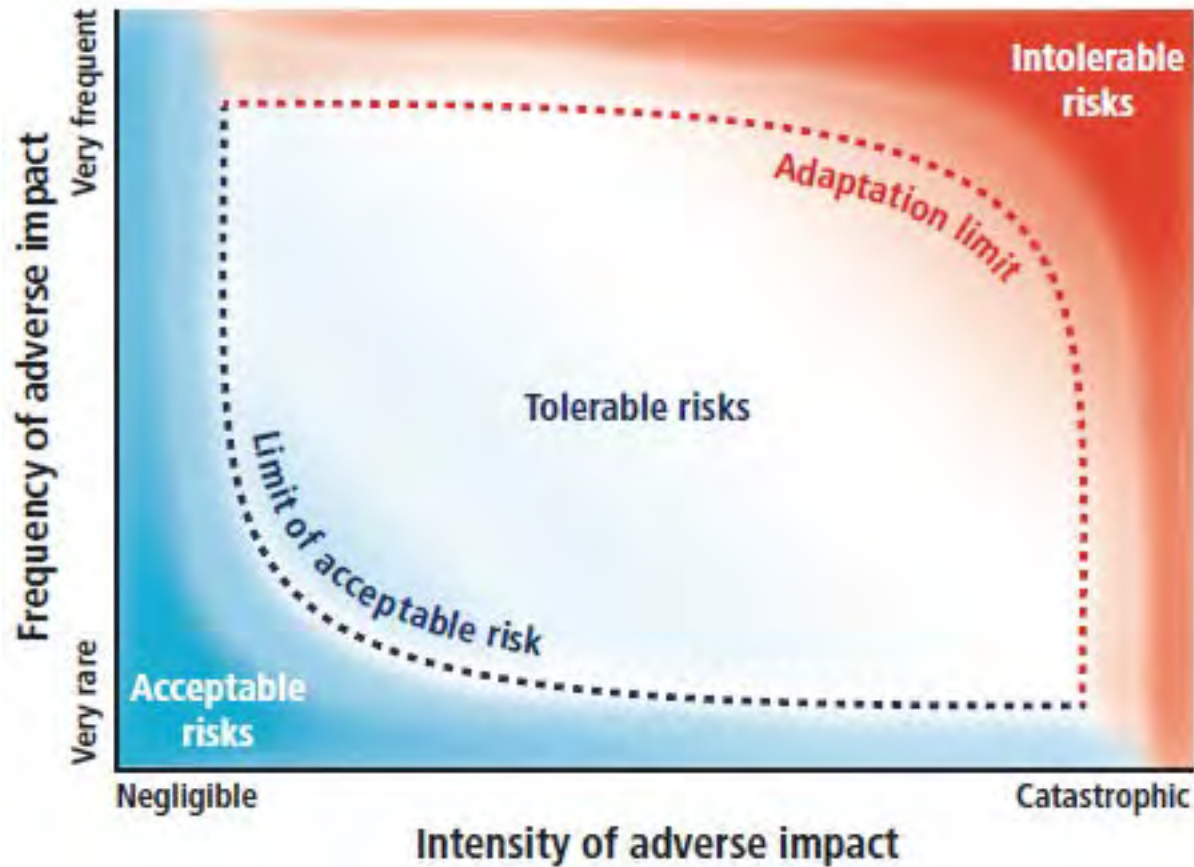 Frequency of adverse impact
Very frequent
Very rare
Intolerable
risks
Adaptation limit
Tolerable risks
Limit of acceptable risk
Acceptable
risks
Negligible
Catastrophic
Intensity of adverse impact